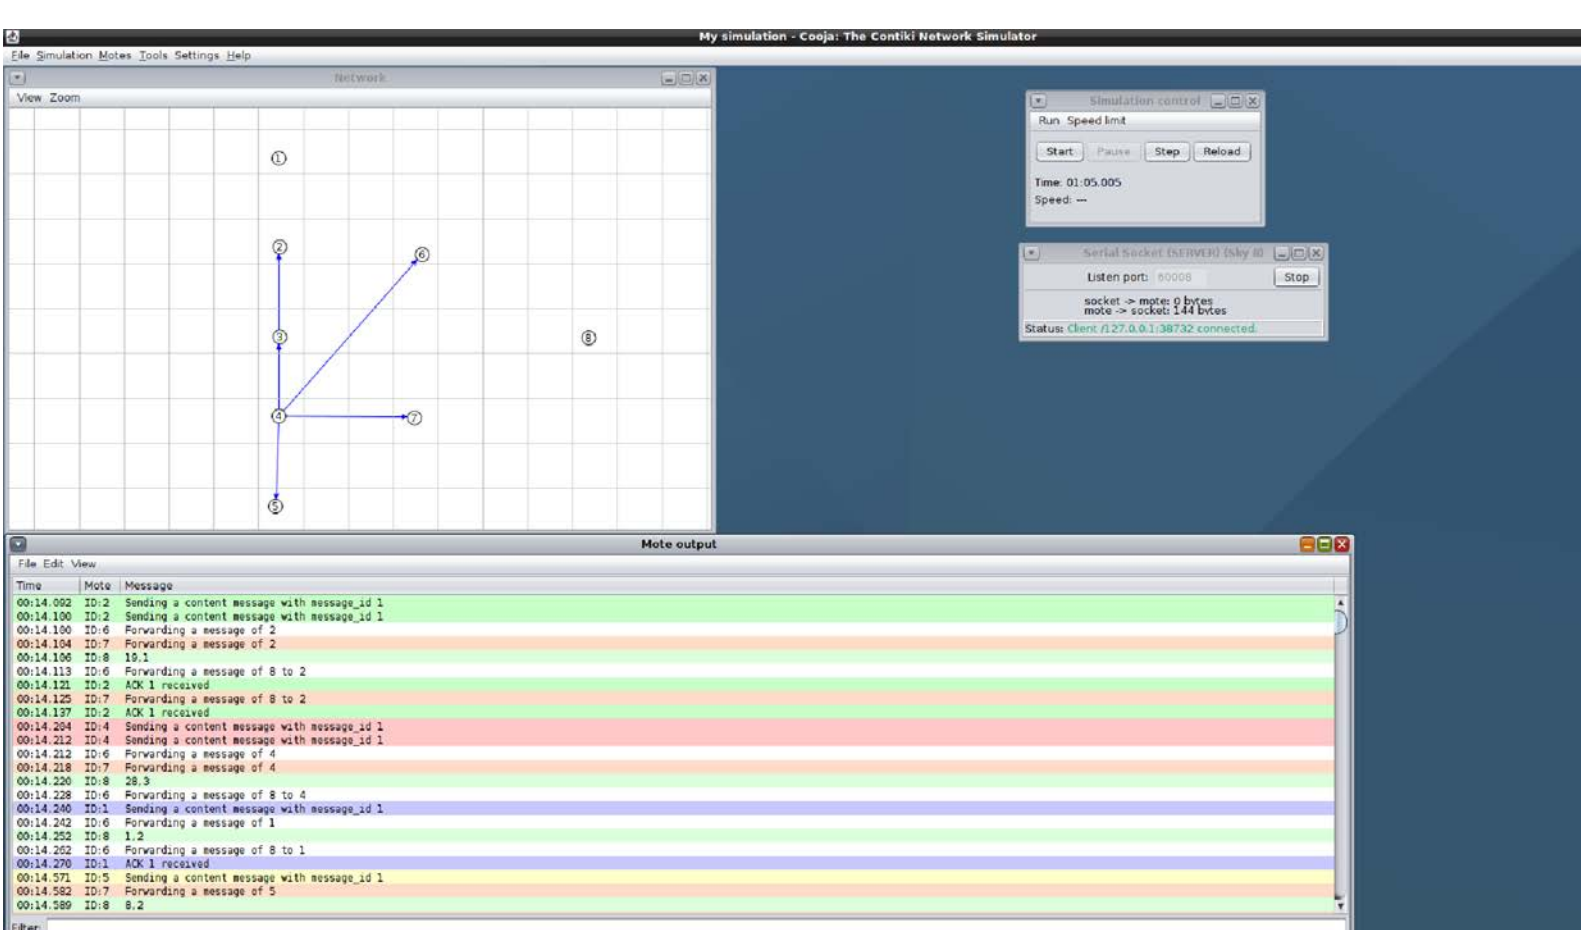 My simulation - Cooja: The Contiki Network Simulator
File Simulation Motes Tools Settings Help
Network
View Zoom
1
2
6
3
8
4
7
5
Simulation control
Run Speed limit
Start Pause Step Reload
Time: 01:05.005
Speed: ---
Serial Socket (SERVER) (Sky 8)
Listen port: 60008 Stop
socket -> mote: 0 bytes
mote -> socket: 144 bytes
Status: Client /127.0.0.1:38732 connected.
Mote output
File Edit View
Time Mote Message
00:14.092 ID:2 Sending a content message with message_id 1
00:14.100 ID:2 Sending a content message with message_id 1
00:14.100 ID:6 Forwarding a message of 2
00:14.104 ID:7 Forwarding a message of 2
00:14.106 ID:8 19,1
00:14.113 ID:6 Forwarding a message of 8 to 2
00:14.121 ID:2 ACK 1 received
00:14.125 ID:7 Forwarding a message of 8 to 2
00:14.137 ID:2 ACK 1 received
00:14.204 ID:4 Sending a content message with message_id 1
00:14.212 ID:4 Sending a content message with message_id 1
00:14.212 ID:6 Forwarding a message of 4
00:14.218 ID:7 Forwarding a message of 4
00:14.220 ID:8 28,3
00:14.228 ID:6 Forwarding a message of 8 to 4
00:14.240 ID:1 Sending a content message with message_id 1
00:14.242 ID:6 Forwarding a message of 1
00:14.252 ID:8 1,2
00:14.262 ID:6 Forwarding a message of 8 to 1
00:14.270 ID:1 ACK 1 received
00:14.571 ID:5 Sending a content message with message_id 1
00:14.582 ID:7 Forwarding a message of 5
00:14.589 ID:8 8,2
Filter: